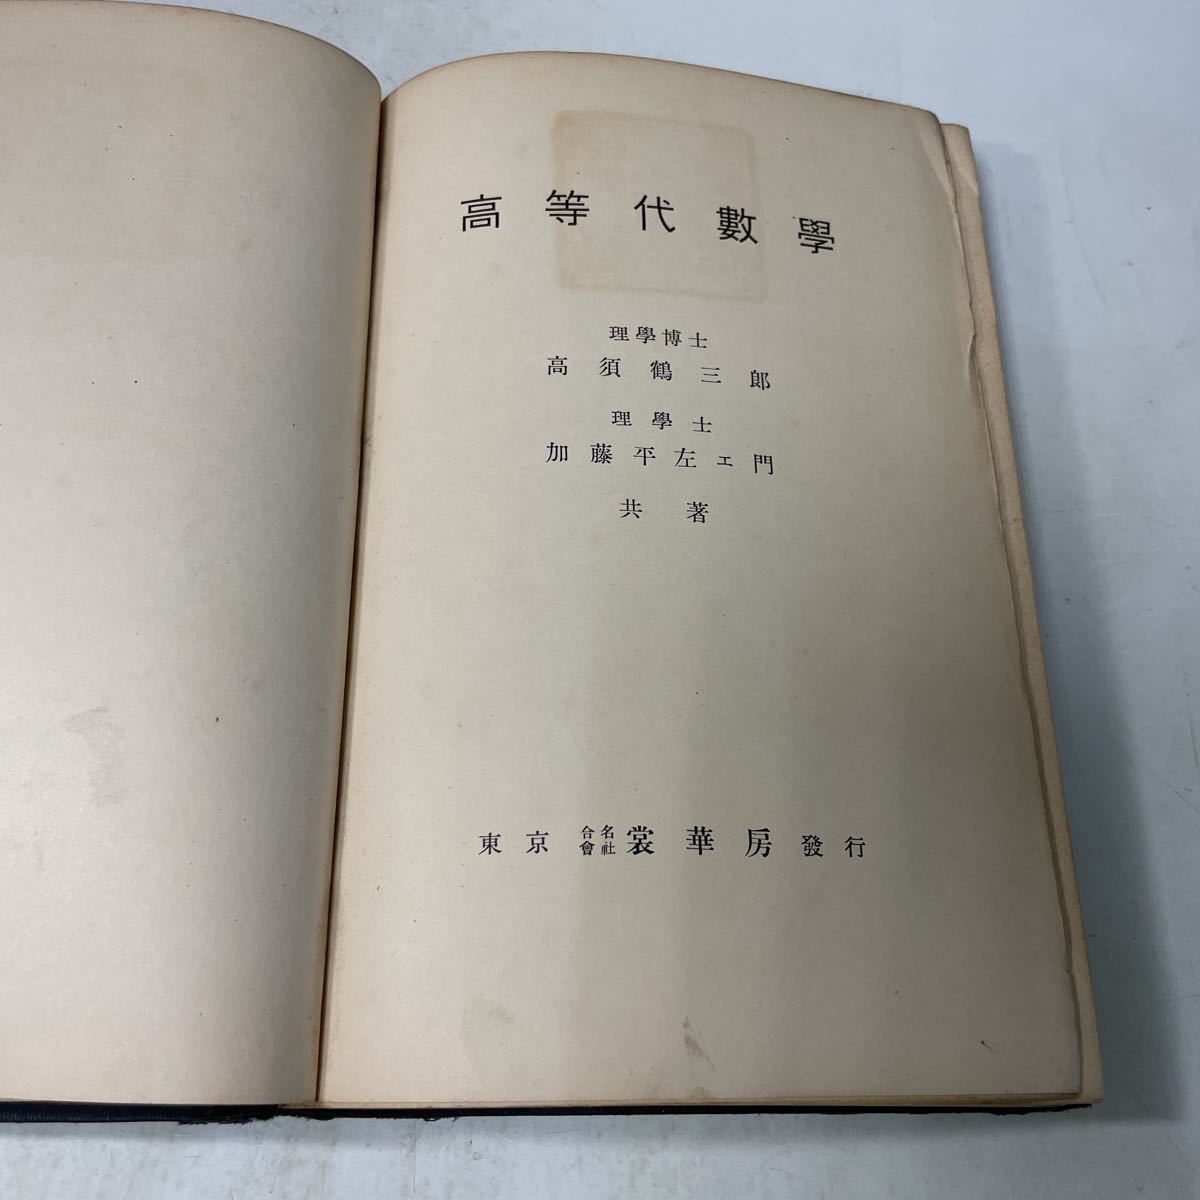 高等代數學
理學博士
高須鶴三郎
理學士
加藤平左エ門
共著
東京 合名會社 裳華房 發行